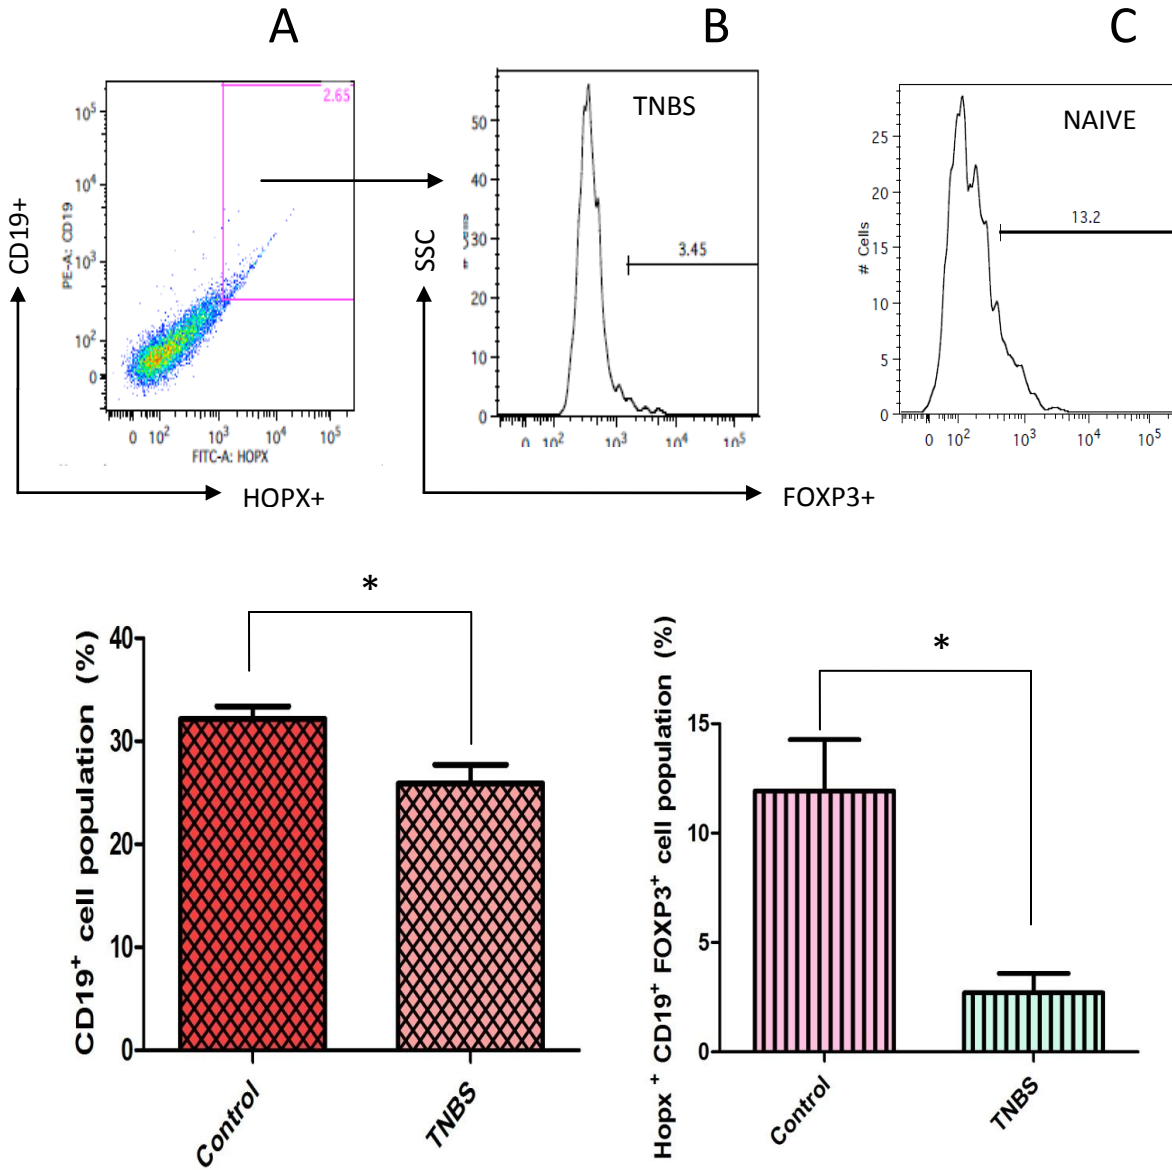 A
B
C
2.65
10⁵
10⁴
10³
10²
0
PE-A: CD19
0 10² 10³ 10⁴ 10⁵
FITC-A: HOPX
CD19+
HOPX+
TNBS
50
40
30
20
10
0
3.45
0 10² 10³ 10⁴ 10⁵
SSC
FOXP3+
NAIVE
25
20
15
10
5
0
# Cells
13.2
0 10² 10³ 10⁴ 10⁵
*
40
30
20
10
0
CD19⁺ cell population (%)
Control
TNBS
*
15
10
5
0
Hopx⁺ CD19⁺ FOXP3⁺ cell population (%)
Control
TNBS